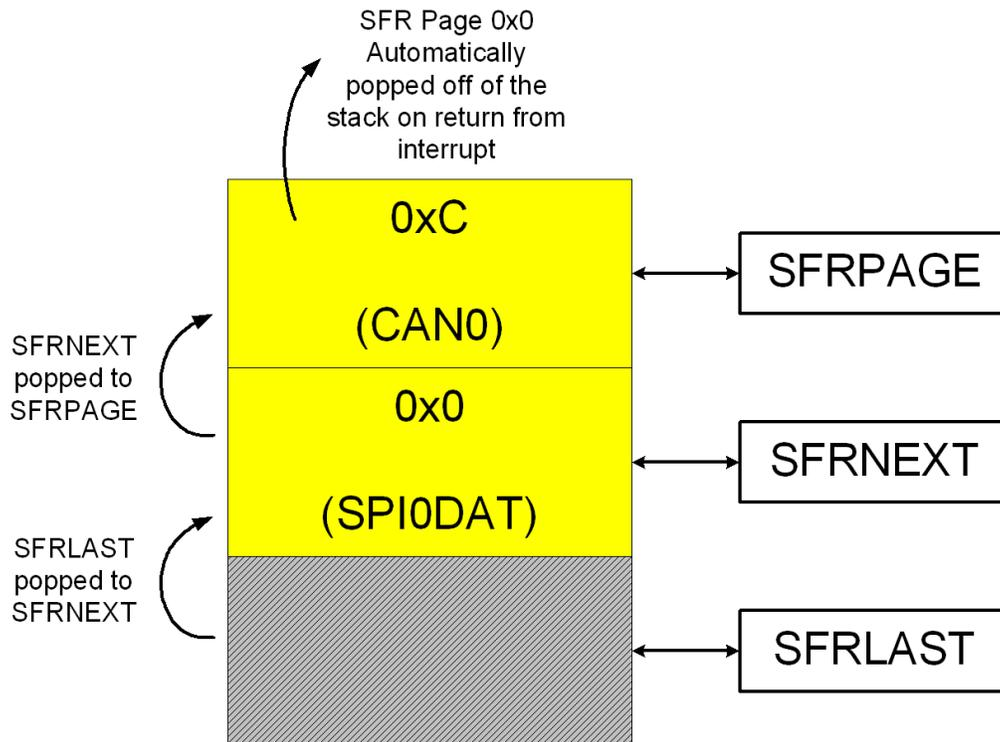 SFR Page 0x0
Automatically
popped off of the
stack on return from
interrupt
0xC
SFRPAGE
(CAN0)
SFRNEXT
popped to
SFRPAGE
0x0
SFRNEXT
(SPI0DAT)
SFRLAST
popped to
SFRNEXT
SFRLAST